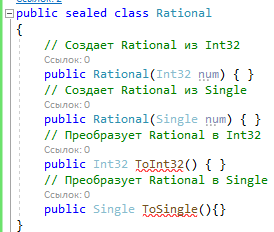 public sealed class Rational
{
// Создает Rational из Int32
Ссылок: 0
public Rational(Int32 num) { }
// Создает Rational из Single
Ссылок: 0
public Rational(Single num) { }
// Преобразует Rational в Int32
Ссылок: 0
public Int32 ToInt32() { }
// Преобразует Rational в Single
Ссылок: 0
public Single ToSingle(){}
}